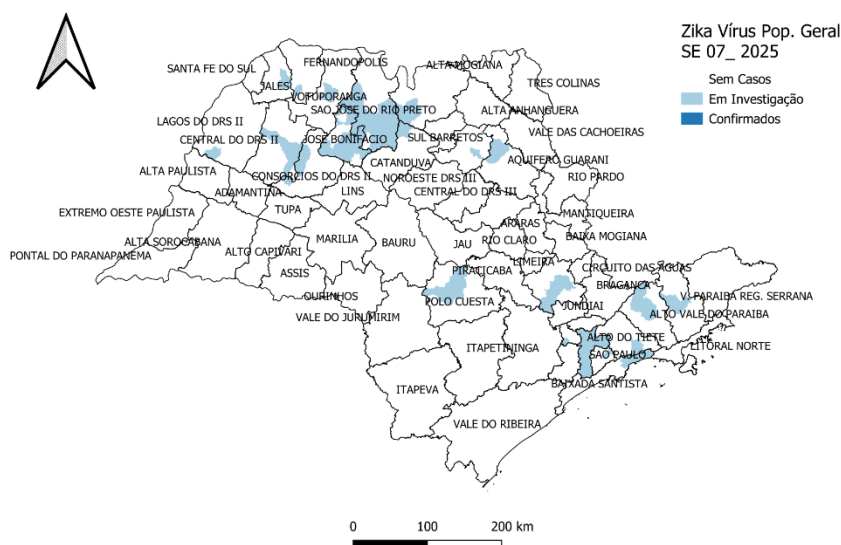 Zika Vírus Pop. Geral
SE 07_ 2025
Sem Casos
Em Investigação
Confirmados
FERNANDOPOLIS
SANTA FE DO SUL
ALTA MOGIANA
JALES
TRES COLINAS
VOTUPORANGA
SAO JOSE DO RIO PRETO
ALTA ANHANGUERA
LAGOS DO DRS II
VALE DAS CACHOEIRAS
CENTRAL DO DRS II
JOSE BONIFACIO
SUL BARRETOS
CATANDUVA
AQUIFERO GUARANI
ALTA PAULISTA
CONSORCIOS DO DRS II
NOROESTE DRS III
RIO PARDO
ADAMANTINA
LINS
CENTRAL DO DRS III
TUPA
EXTREMO OESTE PAULISTA
MANTIQUEIRA
ARARAS
ALTA SOROCABANA
MARILIA
BAURU
JAU
RIO CLARO
BAIXA MOGIANA
PONTAL DO PARANAPANEMA
ALTO CAPIVARI
LIMEIRA
ASSIS
PIRACICABA
CIRCUITO DAS AGUAS
BRAGANCA
OURINHOS
POLO CUESTA
JUNDIAI
V. PARAIBA REG. SERRANA
VALE DO JURUMIRIM
ALTO VALE DO PARAIBA
ITAPETININGA
ALTO DO TIETE
LITORAL NORTE
SAO PAULO
ITAPEVA
BAIXADA SANTISTA
VALE DO RIBEIRA
0 100 200 km